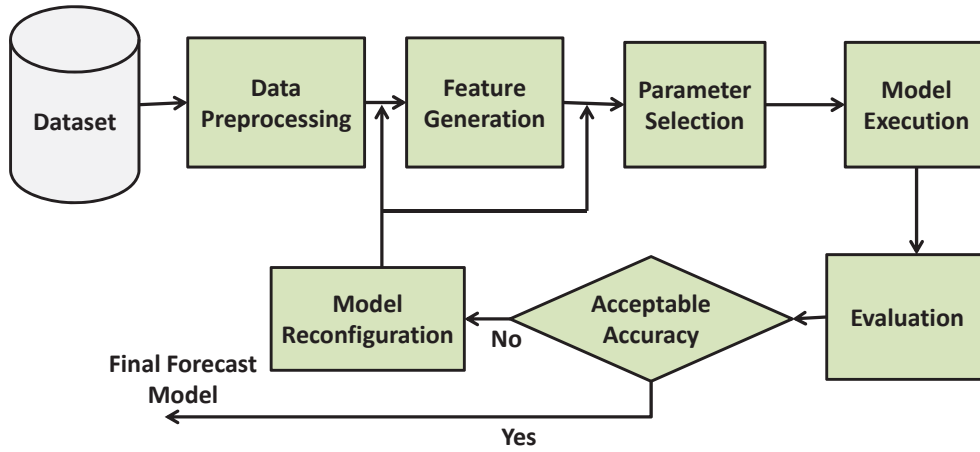 Dataset
Data
Preprocessing
Feature
Generation
Parameter
Selection
Model
Execution
Evaluation
Acceptable
Accuracy
No
Model
Reconfiguration
Final Forecast
Model
Yes